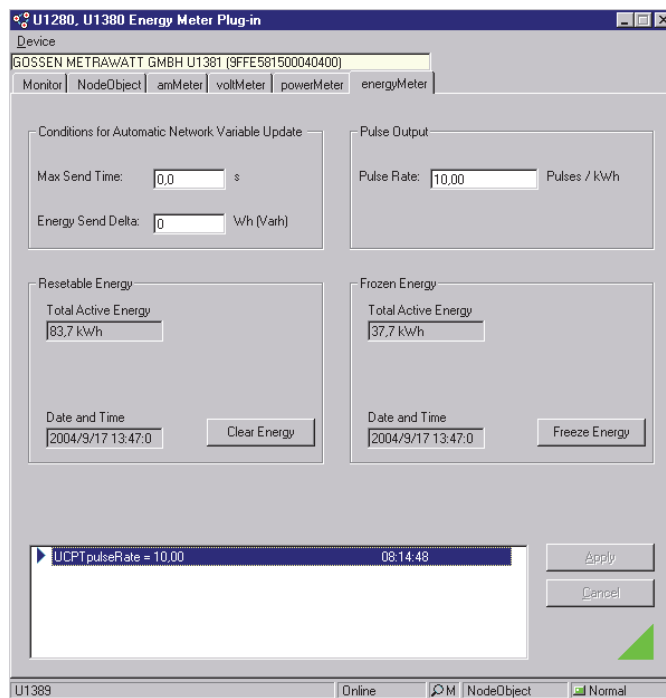 U1280, U1380 Energy Meter Plug-in
Device
GOSSEN METRAWATT GMBH U1381 (9FFE581500040400)
Monitor NodeObject amMeter voltMeter powerMeter energyMeter
Conditions for Automatic Network Variable Update
Max Send Time: 0,0 s
Energy Send Delta: 0 Wh (Varh)
Pulse Output
Pulse Rate: 10,00 Pulses / kWh
Resetable Energy
Total Active Energy
83,7 kWh
Date and Time
2004/9/17 13:47:0
Clear Energy
Frozen Energy
Total Active Energy
37,7 kWh
Date and Time
2004/9/17 13:47:0
Freeze Energy
UCPTpulseRate = 10,00 08:14:48
Apply
Cancel
U1389 Online M NodeObject Normal